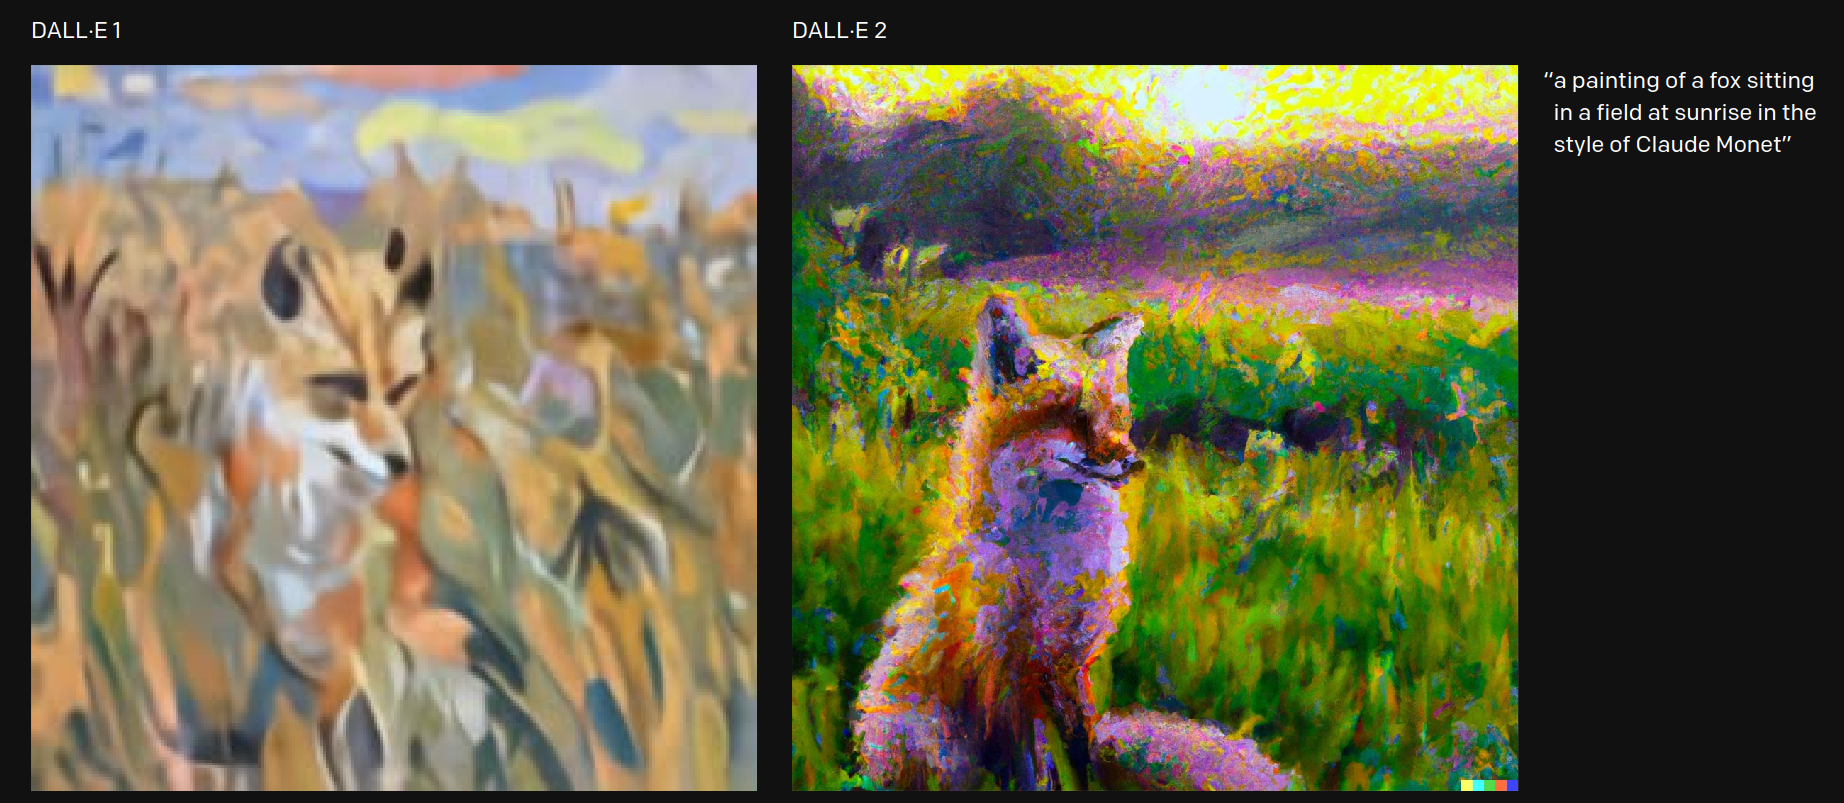 DALL·E 1
DALL·E 2
“a painting of a fox sitting
in a field at sunrise in the
style of Claude Monet”